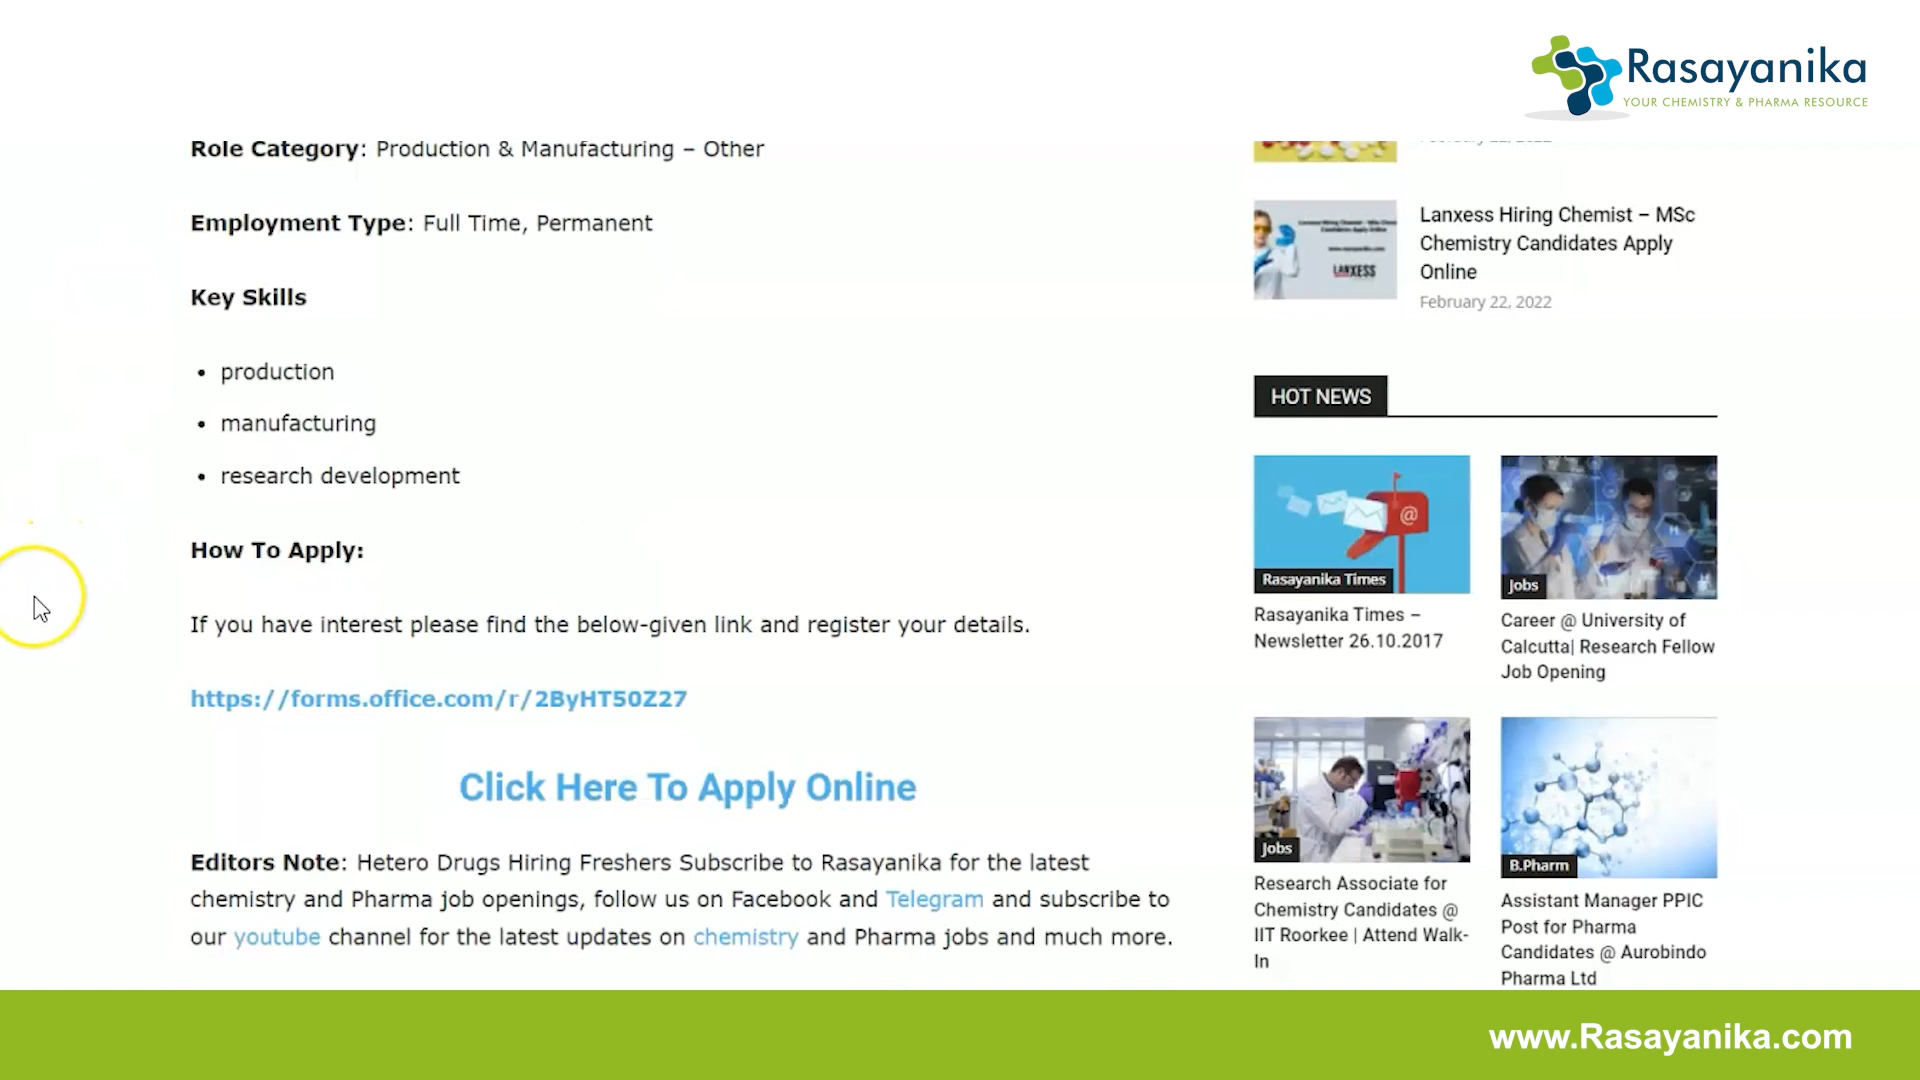 Rasayanika
YOUR CHEMISTRY & PHARMA RESOURCE
Role Category: Production & Manufacturing – Other
Employment Type: Full Time, Permanent
Key Skills
• production
• manufacturing
• research development
How To Apply:
If you have interest please find the below-given link and register your details.
https://forms.office.com/r/2ByHT50Z27
Click Here To Apply Online
Editors Note: Hetero Drugs Hiring Freshers Subscribe to Rasayanika for the latest
chemistry and Pharma job openings, follow us on Facebook and Telegram and subscribe to
our youtube channel for the latest updates on chemistry and Pharma jobs and much more.
LANXESS
Lanxess Hiring Chemist – MSc
Chemistry Candidates Apply
Online
February 22, 2022
HOT NEWS
@
Rasayanika Times
Rasayanika Times –
Newsletter 26.10.2017
Jobs
Career @ University of
Calcutta| Research Fellow
Job Opening
Jobs
Research Associate for
Chemistry Candidates @
IIT Roorkee | Attend Walk-
In
B.Pharm
Assistant Manager PPIC
Post for Pharma
Candidates @ Aurobindo
Pharma Ltd
www.Rasayanika.com